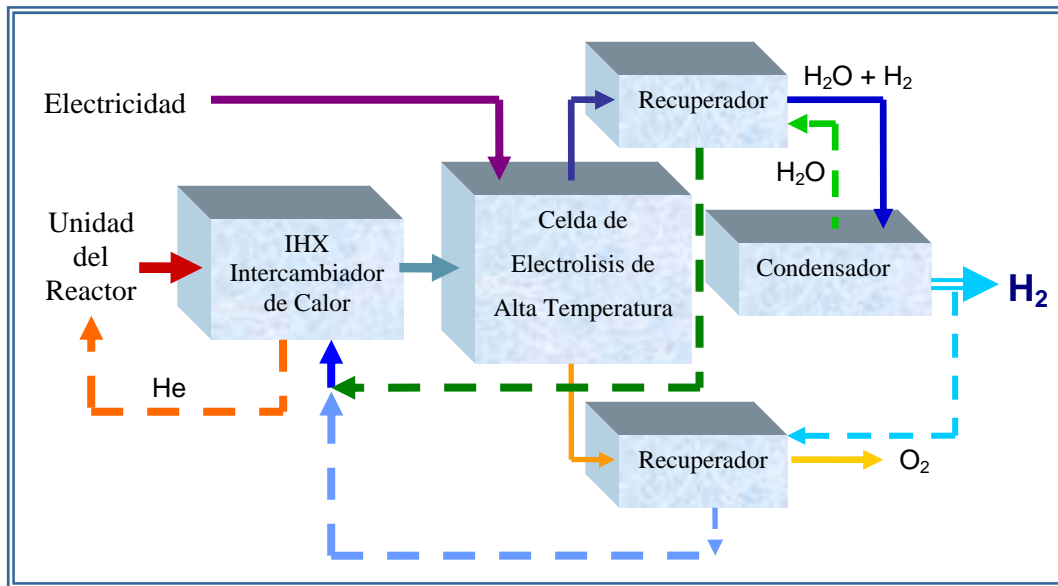 Electricidad
Recuperador
H₂O + H₂
H₂O
Unidad
del
Reactor
IHX
Intercambiador
de Calor
Celda de
Electrolisis de
Alta Temperatura
Condensador
H₂
He
Recuperador
O₂